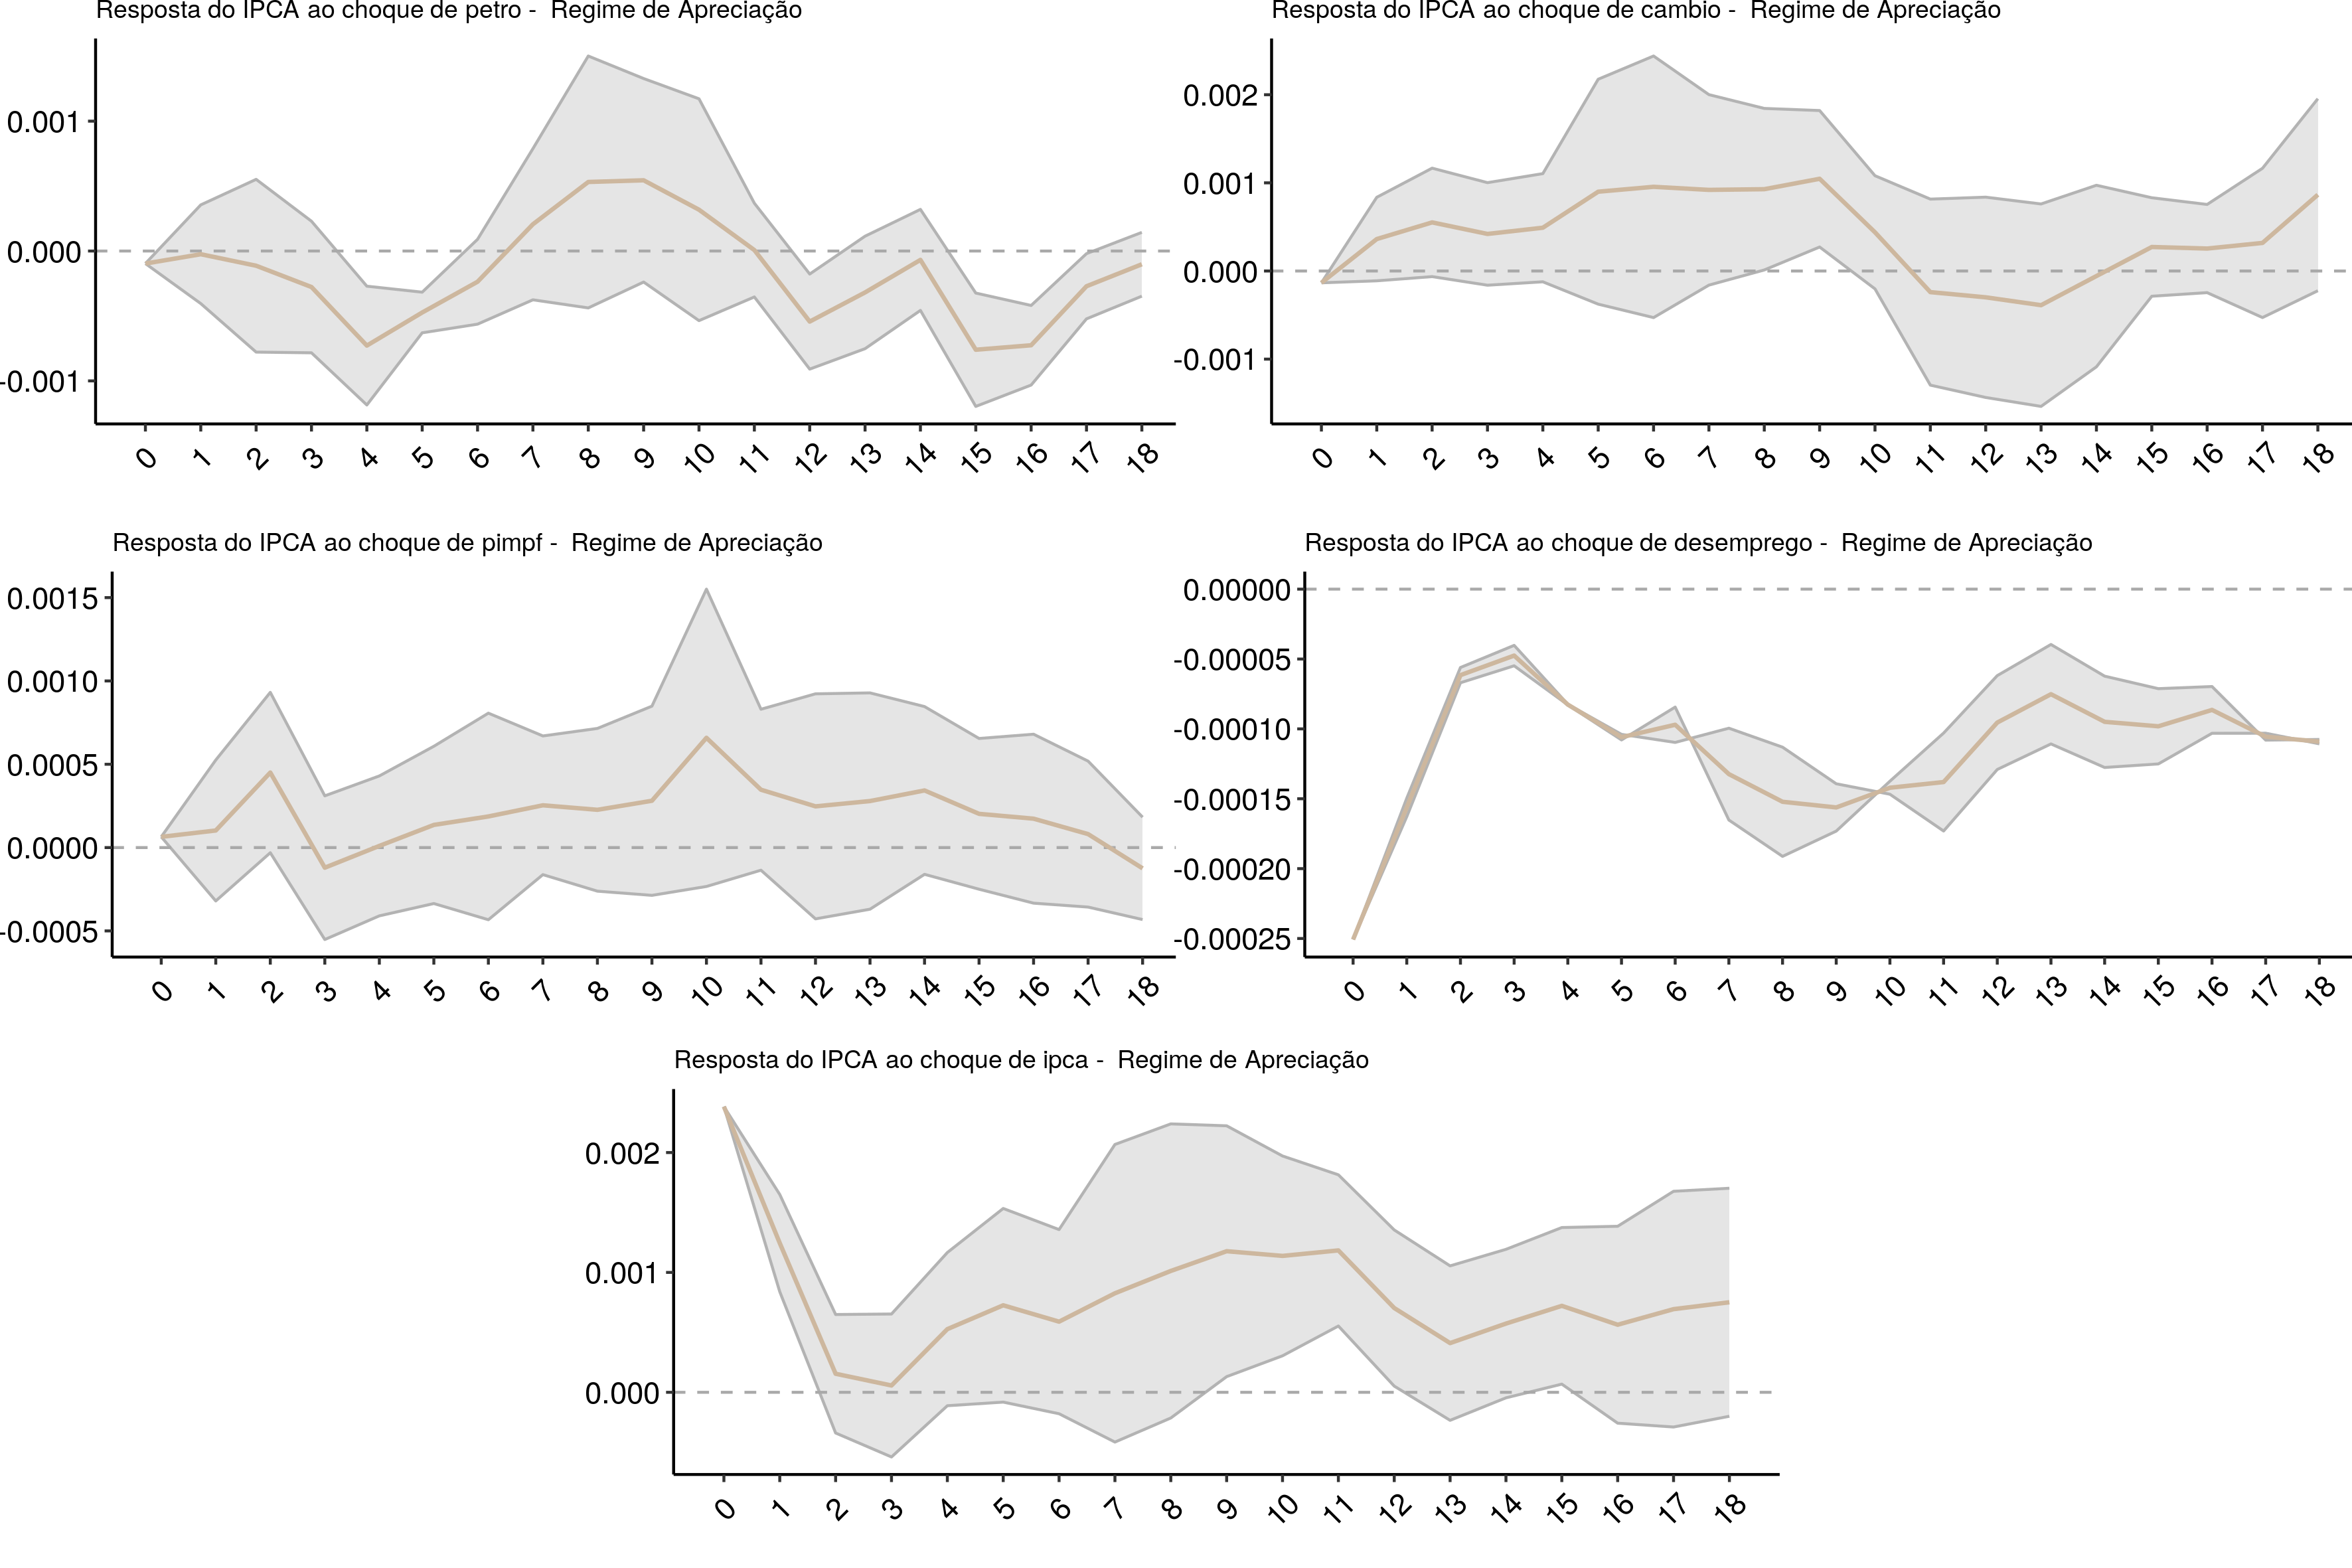 Resposta do IPCA ao choque de petro - Regime de Apreciação
0.001
0.000
-0.001
0 1 2 3 4 5 6 7 8 9 10 11 12 13 14 15 16 17 18
Resposta do IPCA ao choque de cambio - Regime de Apreciação
0.002
0.001
0.000
-0.001
0 1 2 3 4 5 6 7 8 9 10 11 12 13 14 15 16 17 18
Resposta do IPCA ao choque de pimpf - Regime de Apreciação
0.0015
0.0010
0.0005
0.0000
-0.0005
0 1 2 3 4 5 6 7 8 9 10 11 12 13 14 15 16 17 18
Resposta do IPCA ao choque de desemprego - Regime de Apreciação
0.00000
-0.00005
-0.00010
-0.00015
-0.00020
-0.00025
0 1 2 3 4 5 6 7 8 9 10 11 12 13 14 15 16 17 18
Resposta do IPCA ao choque de ipca - Regime de Apreciação
0.002
0.001
0.000
0 1 2 3 4 5 6 7 8 9 10 11 12 13 14 15 16 17 18